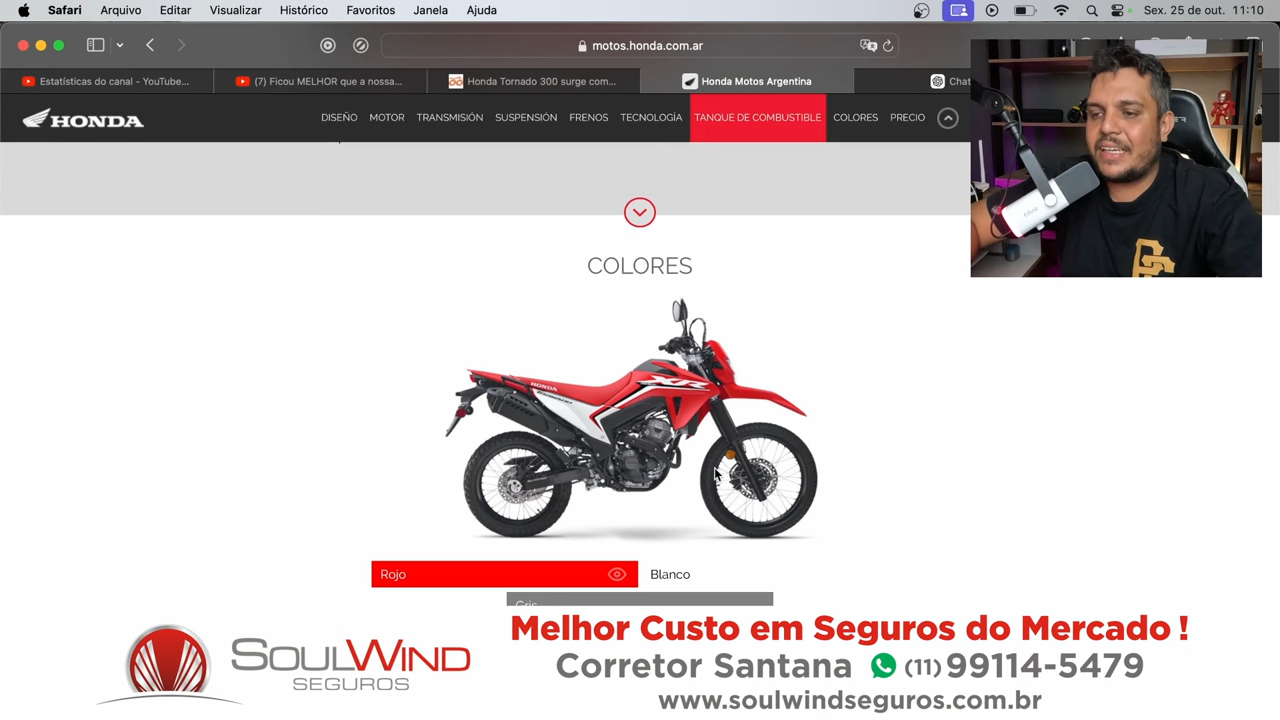 Safari Arquivo Editar Visualizar Histórico Favoritos Janela Ajuda Sex. 25 de out. 11:10
motos.honda.com.ar
Estatísticas do canal - YouTube...
(7) Ficou MELHOR que a nossa...
Honda Tornado 300 surge com...
Honda Motos Argentina
Chat
HONDA
DISEÑO MOTOR TRANSMISIÓN SUSPENSIÓN FRENOS TECNOLOGÍA TANQUE DE COMBUSTIBLE COLORES PRECIO
fifine
COLORES
HONDA
XR
Rojo
Blanco
Gris
SOULWIND
SEGUROS
Melhor Custo em Seguros do Mercado !
Corretor Santana (11) 99114-5479
www.soulwindseguros.com.br